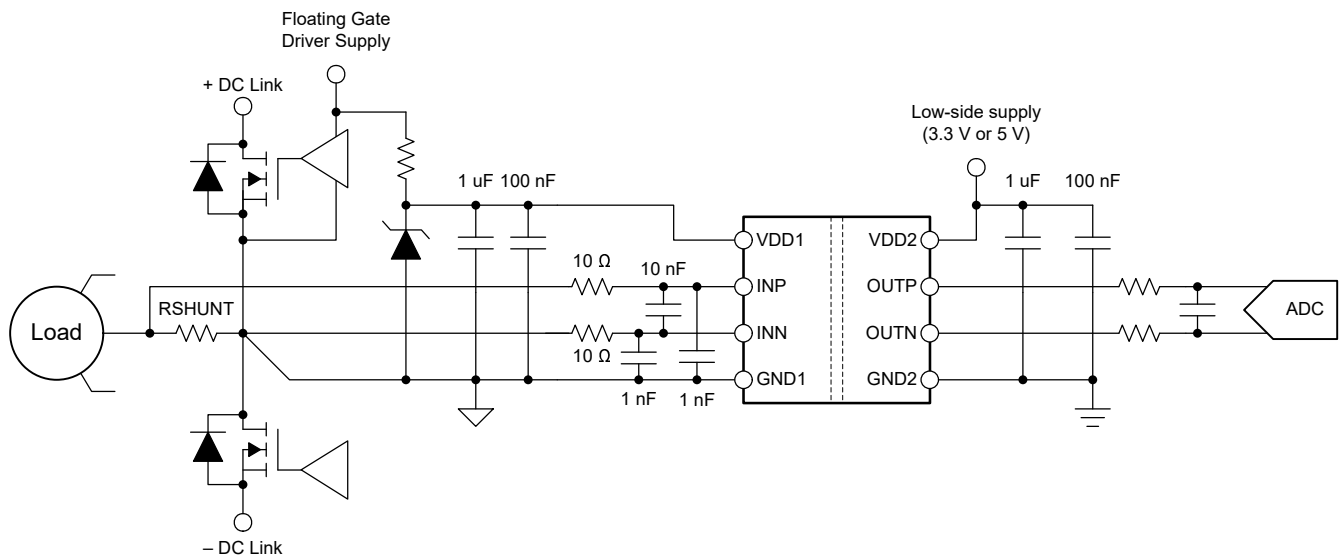 Floating Gate
Driver Supply
+ DC Link
Low-side supply
(3.3 V or 5 V)
1 uF
100 nF
1 uF
100 nF
VDD1
VDD2
10 Ω
10 nF
INP
OUTP
RSHUNT
Load
INN
OUTN
ADC
10 Ω
GND1
GND2
1 nF
1 nF
– DC Link